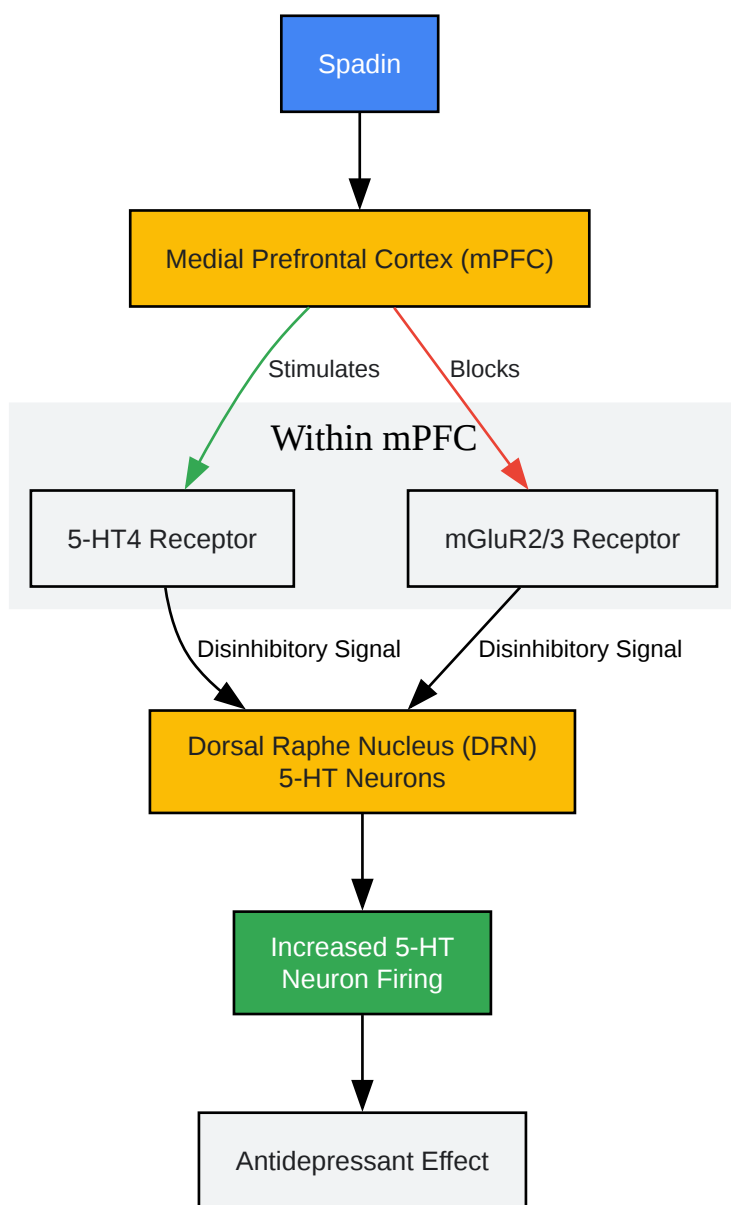 Spadin
Medial Prefrontal Cortex (mPFC)
Stimulates
Blocks
Within mPFC
5-HT4 Receptor
mGluR2/3 Receptor
Disinhibitory Signal
Disinhibitory Signal
Dorsal Raphe Nucleus (DRN)
5-HT Neurons
Increased 5-HT
Neuron Firing
Antidepressant Effect